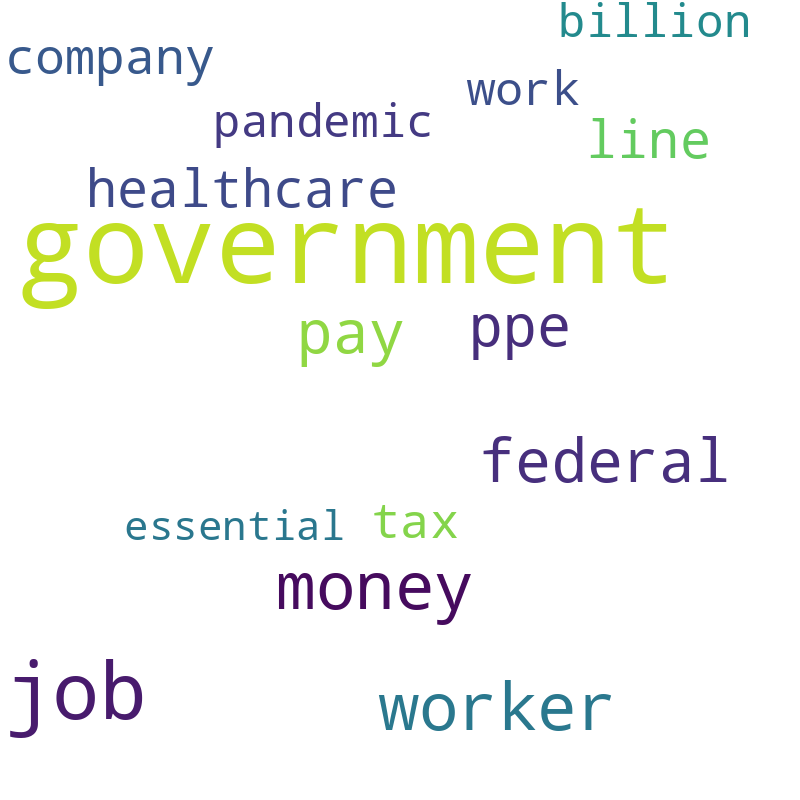 billion
company
work
pandemic
line
healthcare
government
pay
ppe
federal
essential
tax
money
job
worker